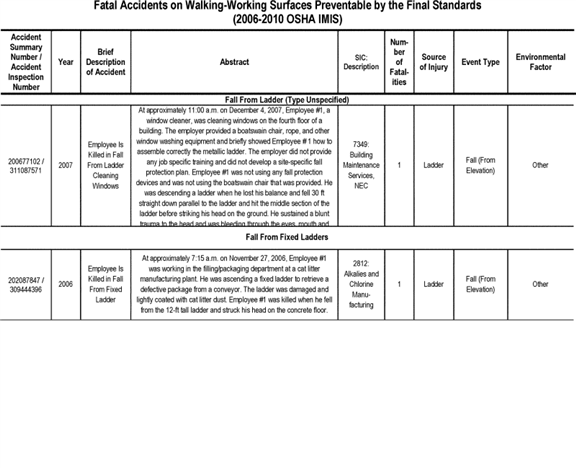 Fatal Accidents on Walking-Working Surfaces Preventable by the Final Standards
(2006-2010 OSHA IMIS)
Accident
Summary
Number /
Accident
Inspection
Number
Year
Brief
Description
of Accident
Abstract
SIC:
Description
Num-
ber
of
Fatal-
ities
Source
of Injury
Event Type
Environmental
Factor
Fall From Ladder (Type Unspecified)
200677102 /
311087571
2007
Employee Is
Killed in Fall
From Ladder
Cleaning
Windows
At approximately 11:00 a.m. on December 4, 2007, Employee #1, a
window cleaner, was cleaning windows on the fourth floor of a
building. The employer provided a boatswain chair, rope, and other
window washing equipment and briefly showed Employee # 1 how to
assemble correctly the metallic ladder. The employer did not provide
any job specific training and did not develop a site-specific fall
protection plan. Employee #1 was not using any fall protection
devices and was not using the boatswain chair that was provided. He
was descending a ladder when he lost his balance and fell 30 ft
straight down parallel to the ladder and hit the middle section of the
ladder before striking his head on the ground. He sustained a blunt
trauma to the head and was bleeding through the eyes, mouth and
7349:
Building
Maintenance
Services,
NEC
1
Ladder
Fall (From
Elevation)
Other
Fall From Fixed Ladders
202087847 /
309444396
2006
Employee Is
Killed in Fall
From Fixed
Ladder
At approximately 7:15 a.m. on November 27, 2006, Employee #1
was working in the filling/packaging department at a cat litter
manufacturing plant. He was ascending a fixed ladder to retrieve a
defective package from a conveyor. The ladder was damaged and
lightly coated with cat litter dust. Employee #1 was killed when he fell
from the 12-ft tall ladder and struck his head on the concrete floor.
2812:
Alkalies and
Chlorine
Manu-
facturing
1
Ladder
Fall (From
Elevation)
Other